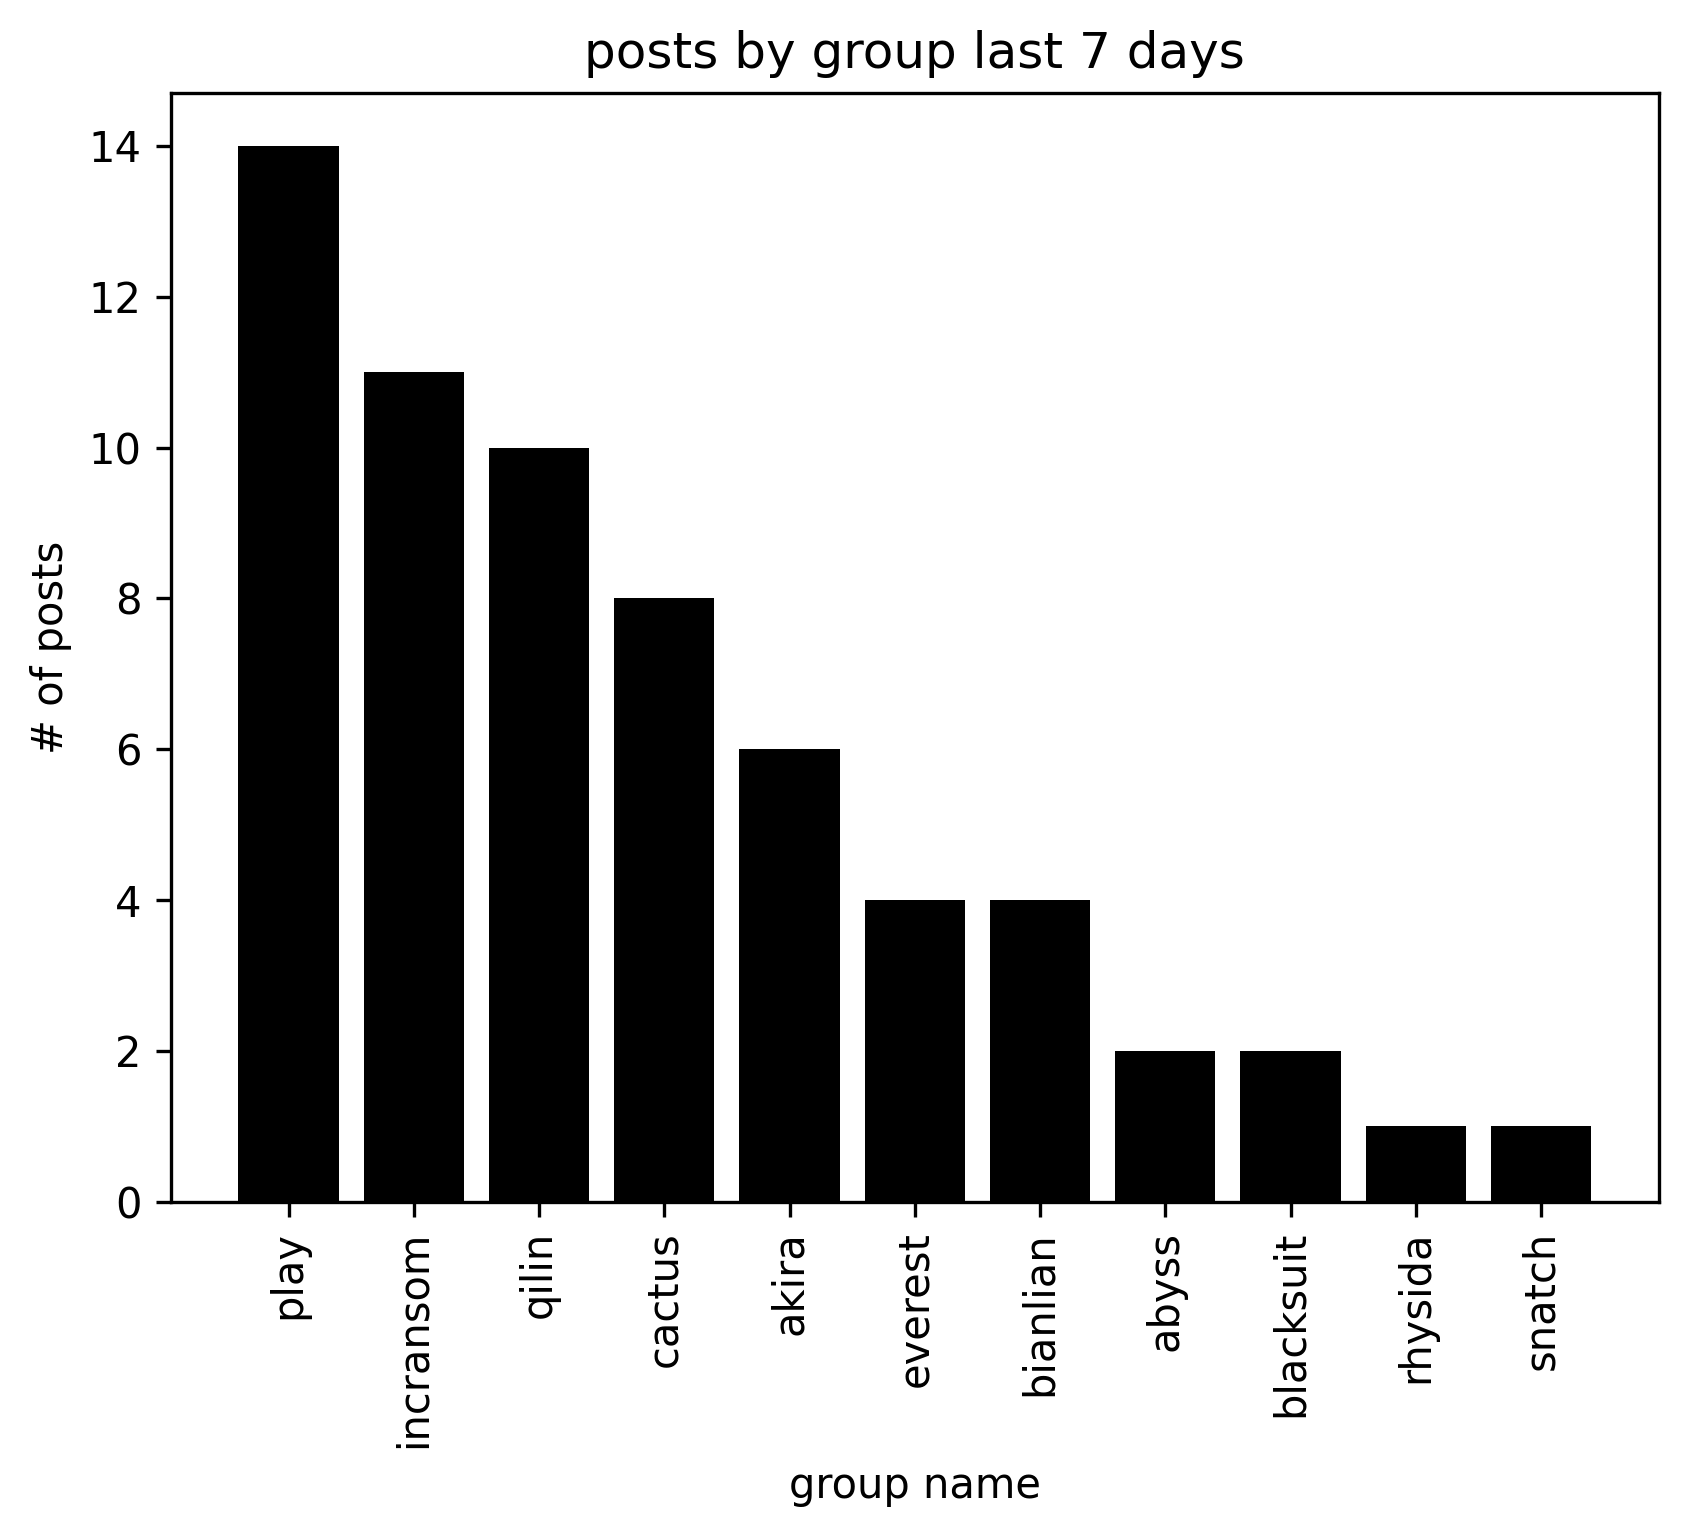 posts by group last 7 days
14
12
10
8
6
4
2
0
# of posts
play
incransom
qilin
cactus
akira
everest
bianlian
abyss
blacksuit
rhysida
snatch
group name